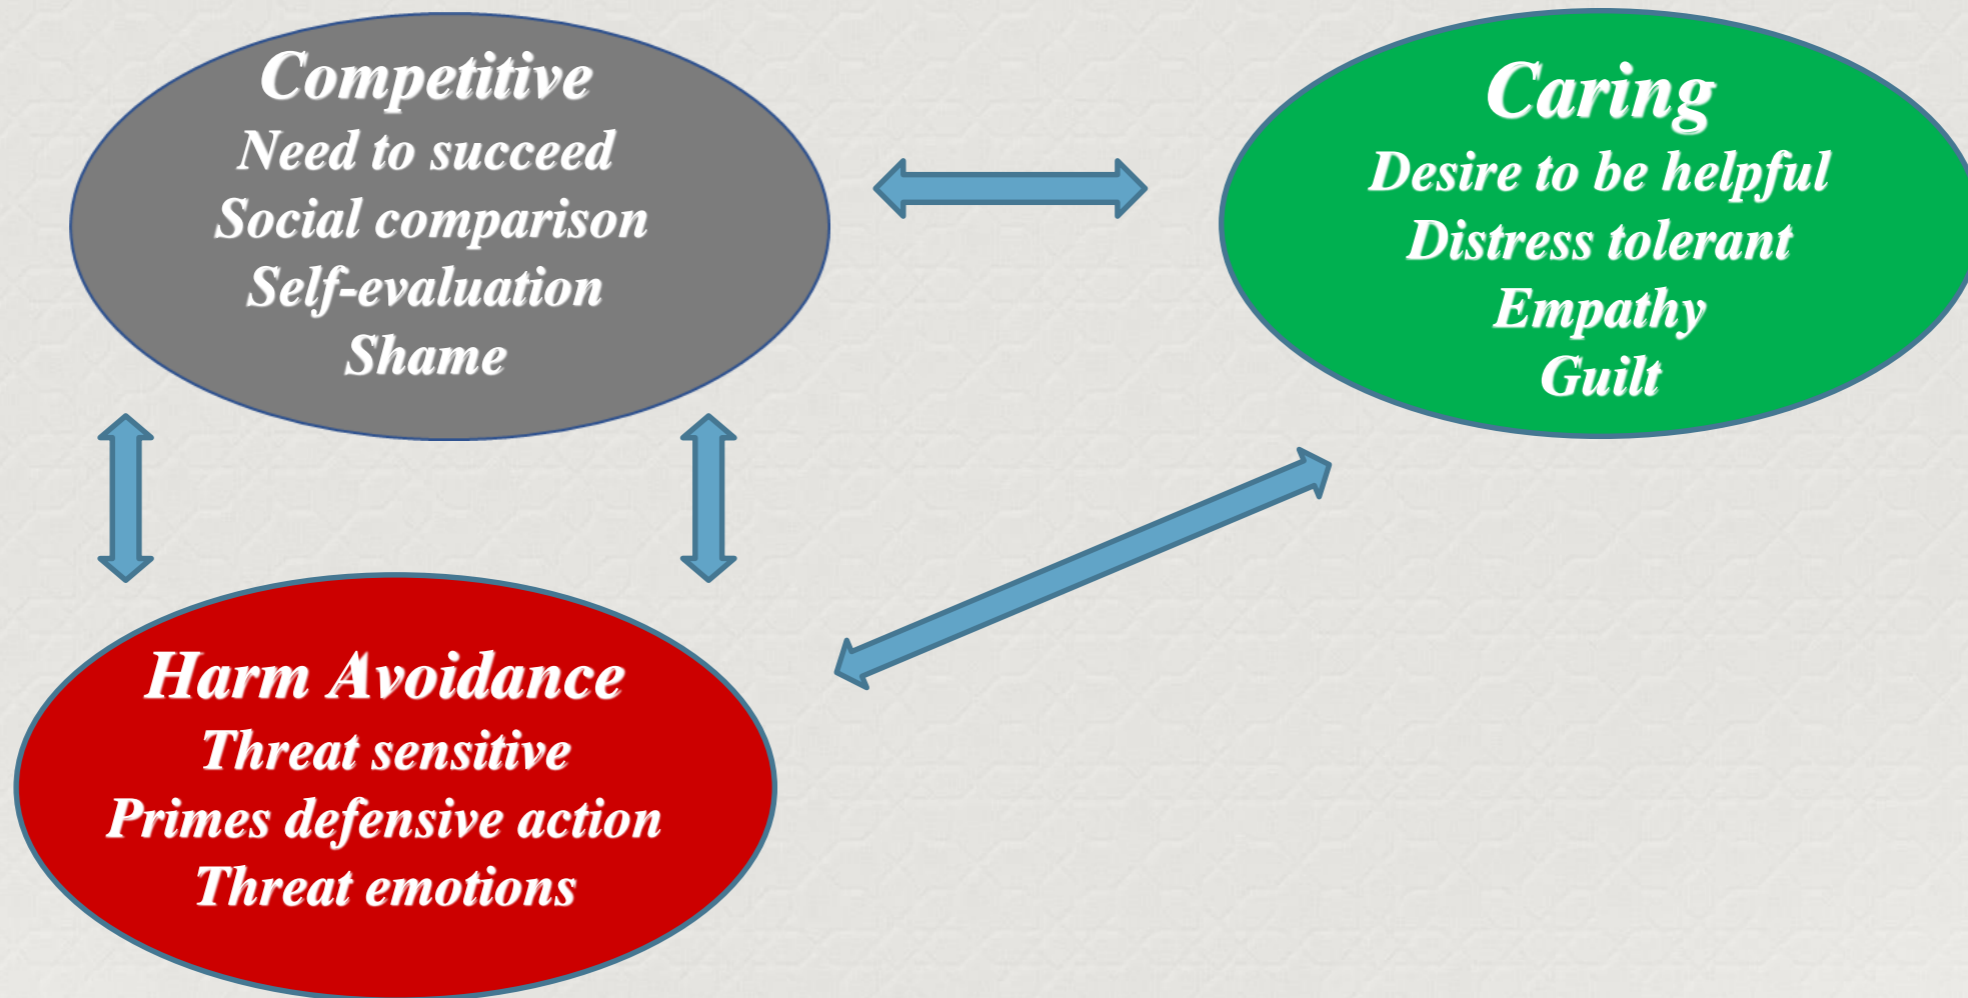 Competitive
Need to succeed
Social comparison
Self-evaluation
Shame
Caring
Desire to be helpful
Distress tolerant
Empathy
Guilt
Harm Avoidance
Threat sensitive
Primes defensive action
Threat emotions